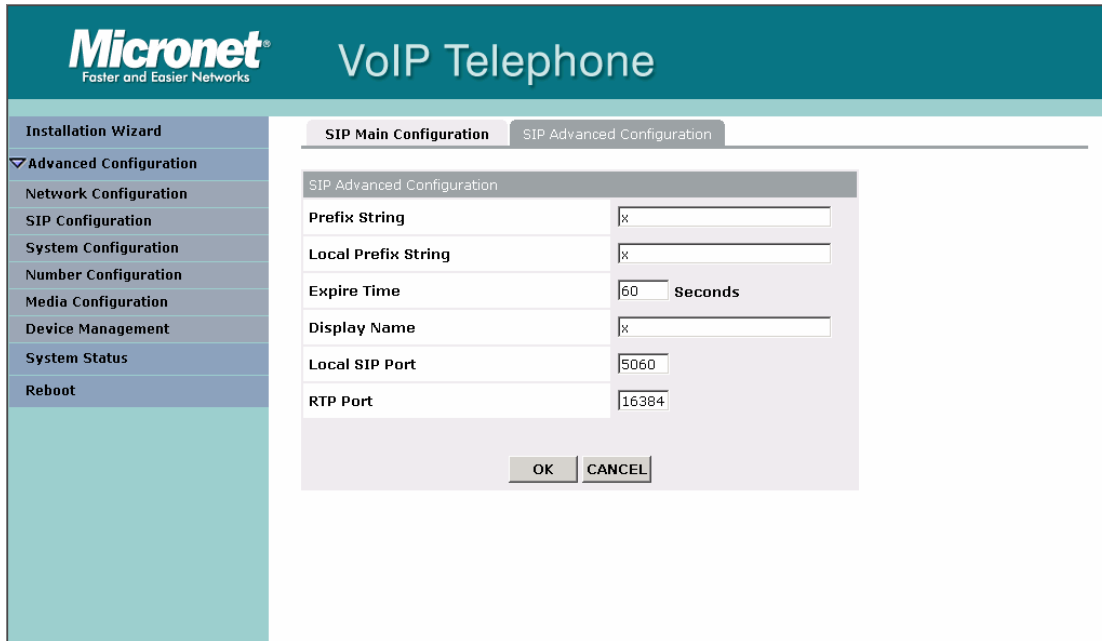 Micronet®
Faster and Easier Networks
VoIP Telephone
Installation Wizard
Advanced Configuration
Network Configuration
SIP Configuration
System Configuration
Number Configuration
Media Configuration
Device Management
System Status
Reboot
SIP Main Configuration SIP Advanced Configuration
SIP Advanced Configuration
Prefix String x
Local Prefix String x
Expire Time 60 Seconds
Display Name x
Local SIP Port 5060
RTP Port 16384
OK CANCEL